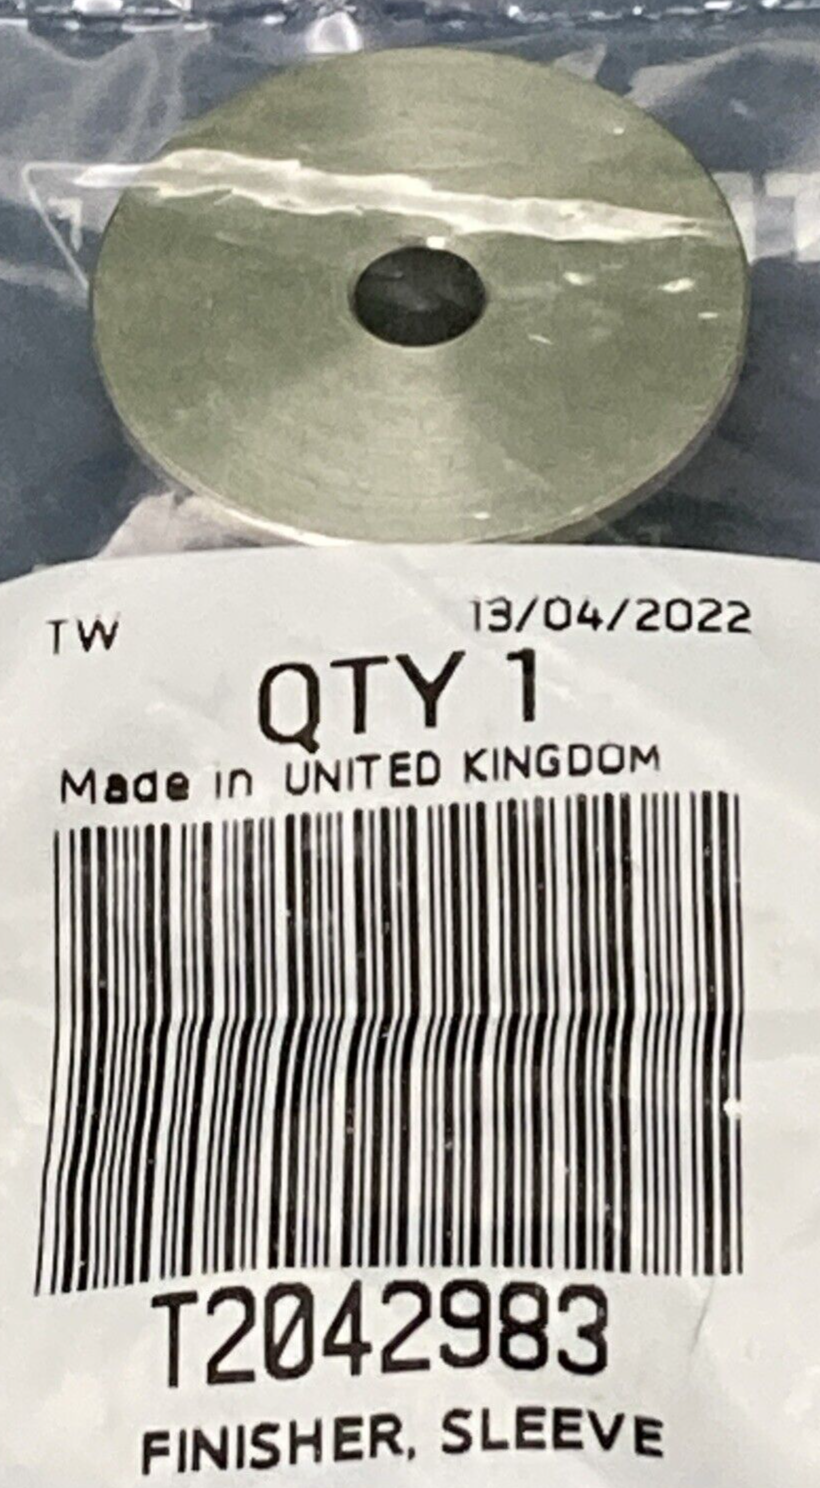 TW 13/04/2022
QTY 1
Made in UNITED KINGDOM
T2042983
FINISHER, SLEEVE